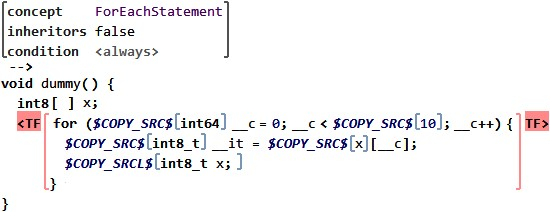 concept ForEachStatement
inheritors false
condition <always>
-->
void dummy() {
int8[ ] x;
<TF [for ($COPY_SRC$[int64] __c = 0; __c < $COPY_SRC$[10]; __c++) { ] TF>
$COPY_SRC$[int8_t] __it = $COPY_SRC$[x][__c];
$COPY_SRCL$[int8_t x; ]
}
}